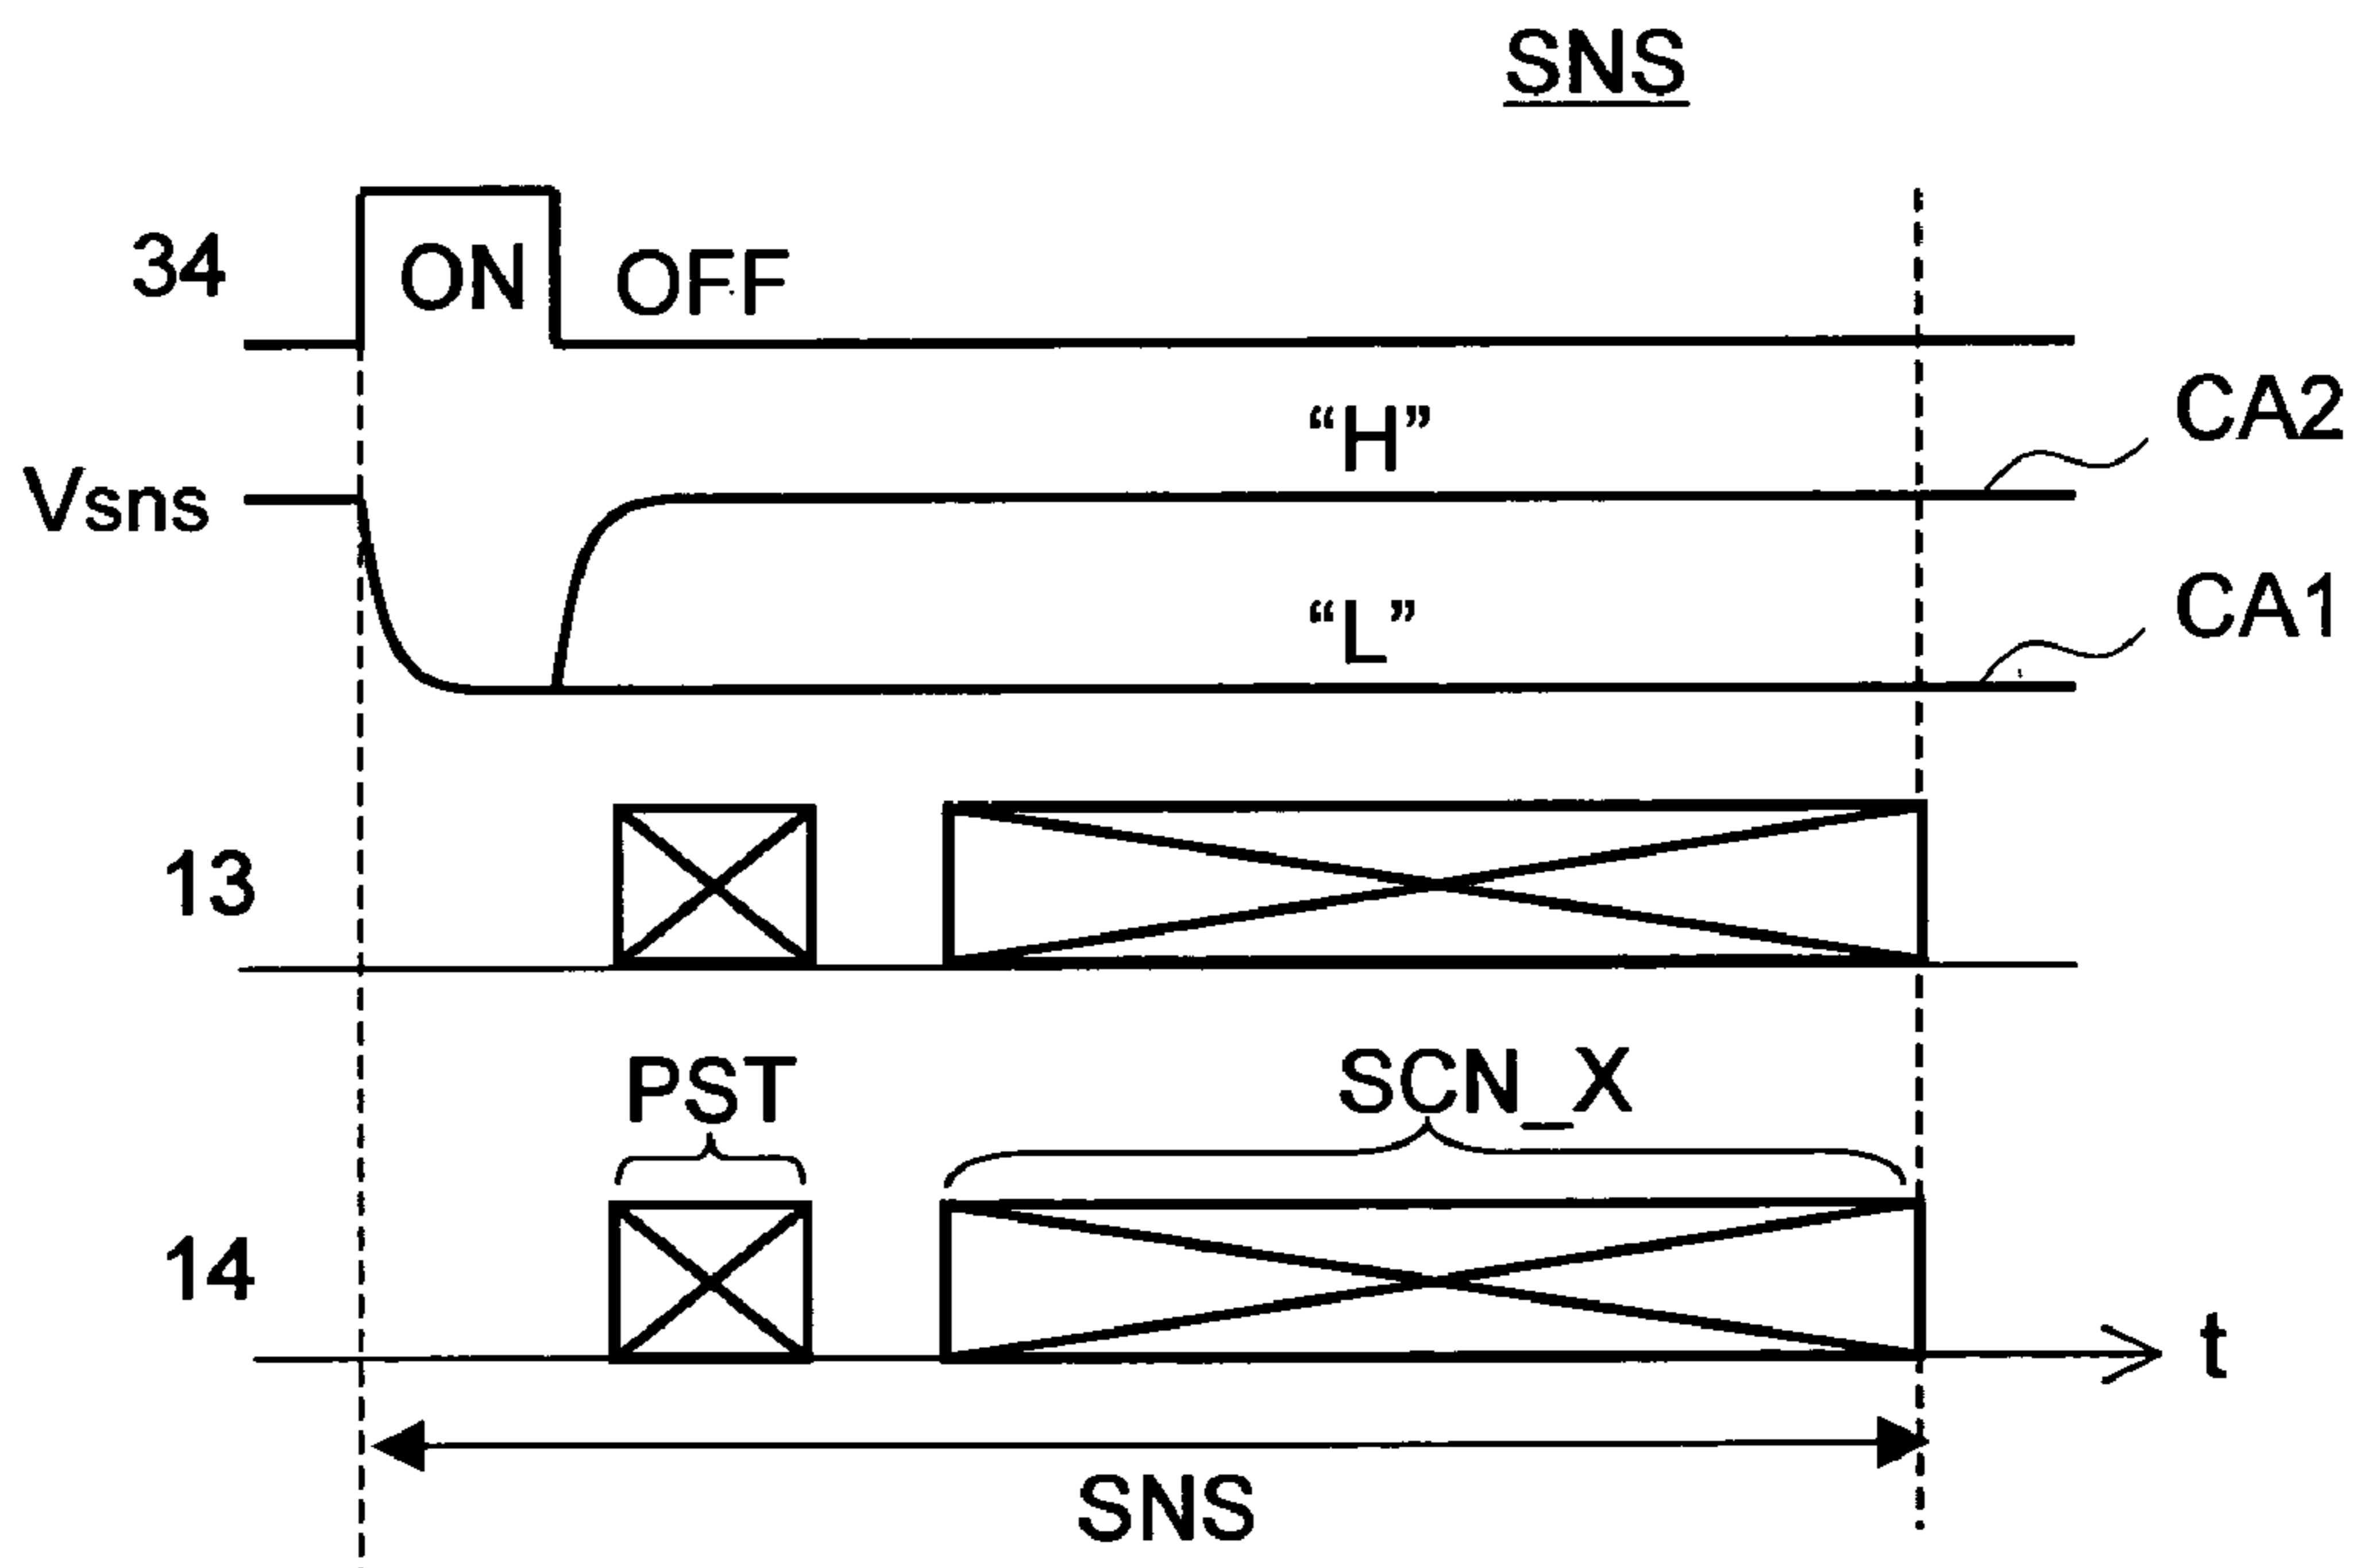 SNS
34 ON OFF
CA2
“H”
Vsns
CA1
“L”
13
PST SCN_X
14
t
SNS